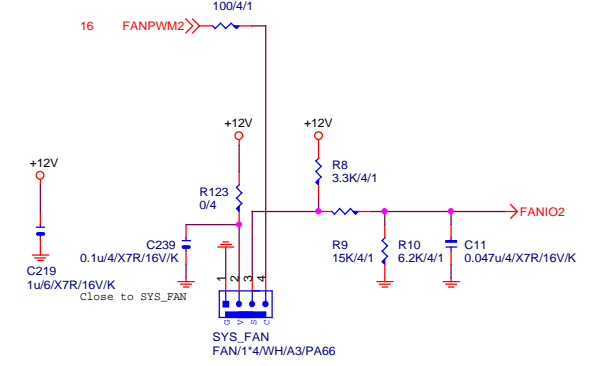 100/4/1
16 FANPWM2
+12V
+12V
+12V
R8
3.3K/4/1
R123
0/4
FANIO2
C239
0.1u/4/X7R/16V/K
R9
15K/4/1
R10
6.2K/4/1
C11
0.047u/4/X7R/16V/K
C219
1u/6/X7R/16V/K
Close to SYS_FAN
1
2
3
4
G
V
S
C
SYS_FAN
FAN/1*4/WH/A3/PA66